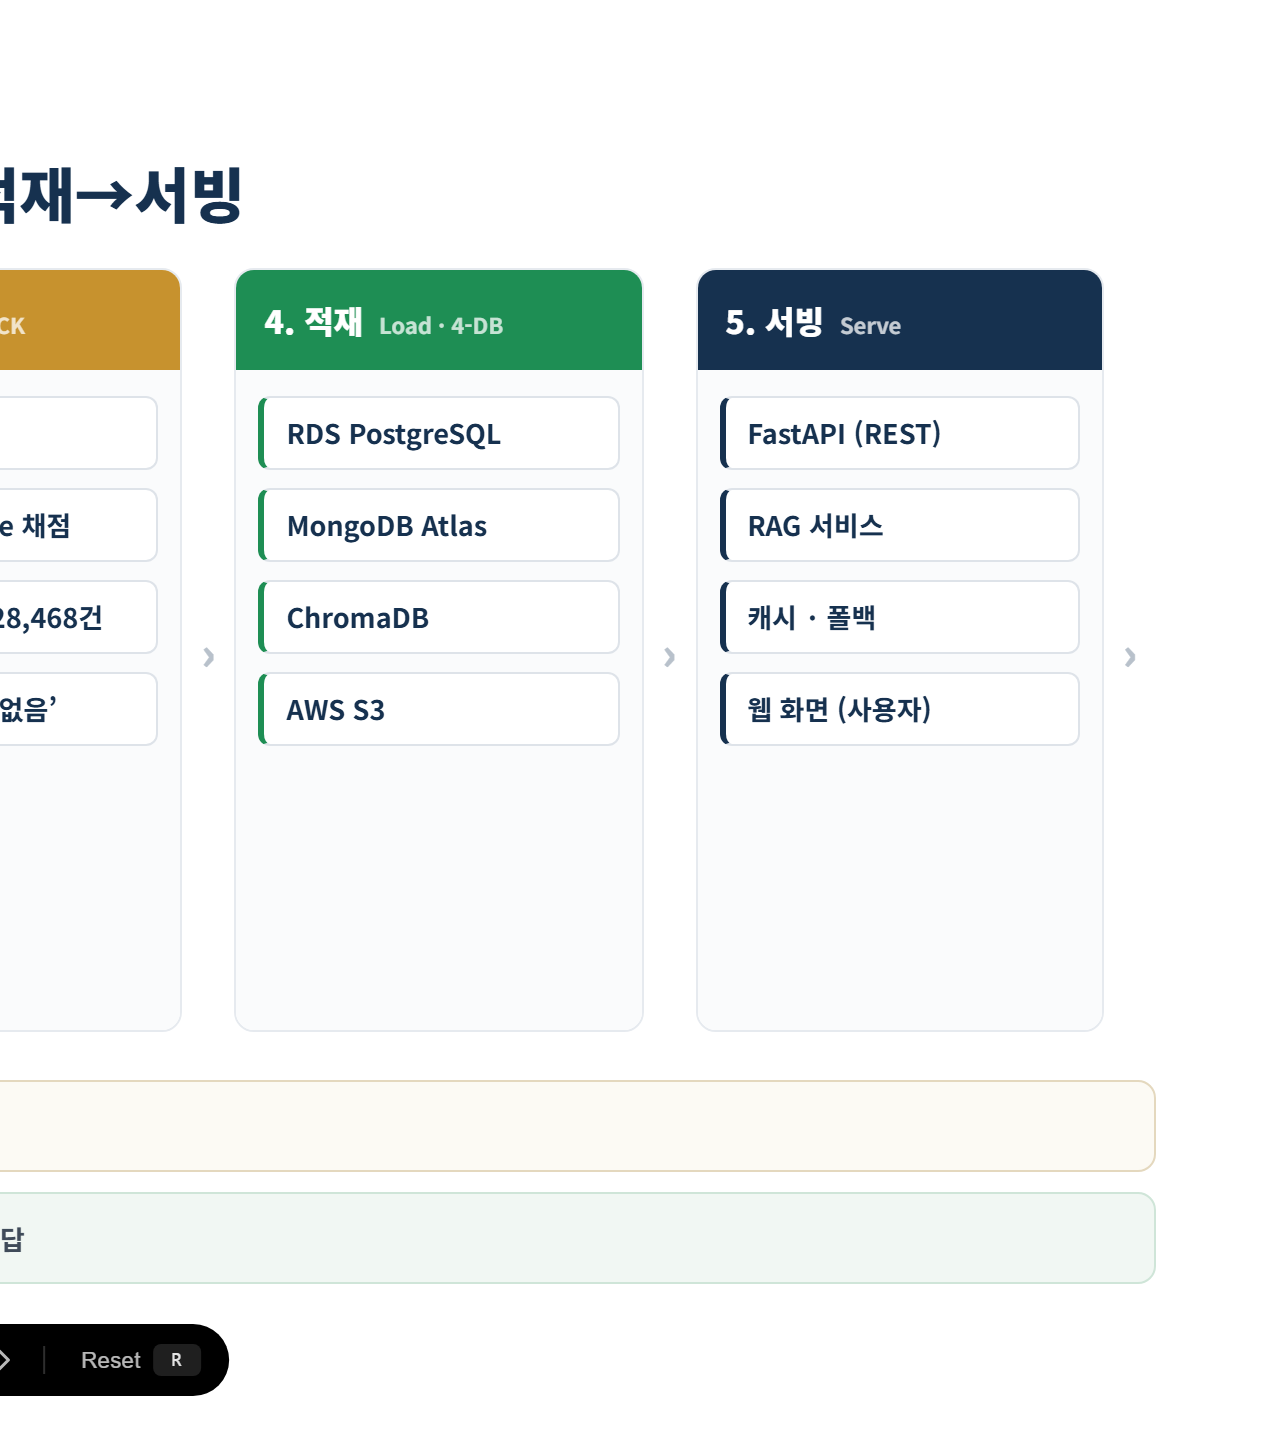 적재→서빙
CK
e 채점
28,468건
없음’
4. 적재 Load · 4-DB
RDS PostgreSQL
MongoDB Atlas
ChromaDB
AWS S3
5. 서빙 Serve
FastAPI (REST)
RAG 서비스
캐시 · 폴백
웹 화면 (사용자)
답
Reset R